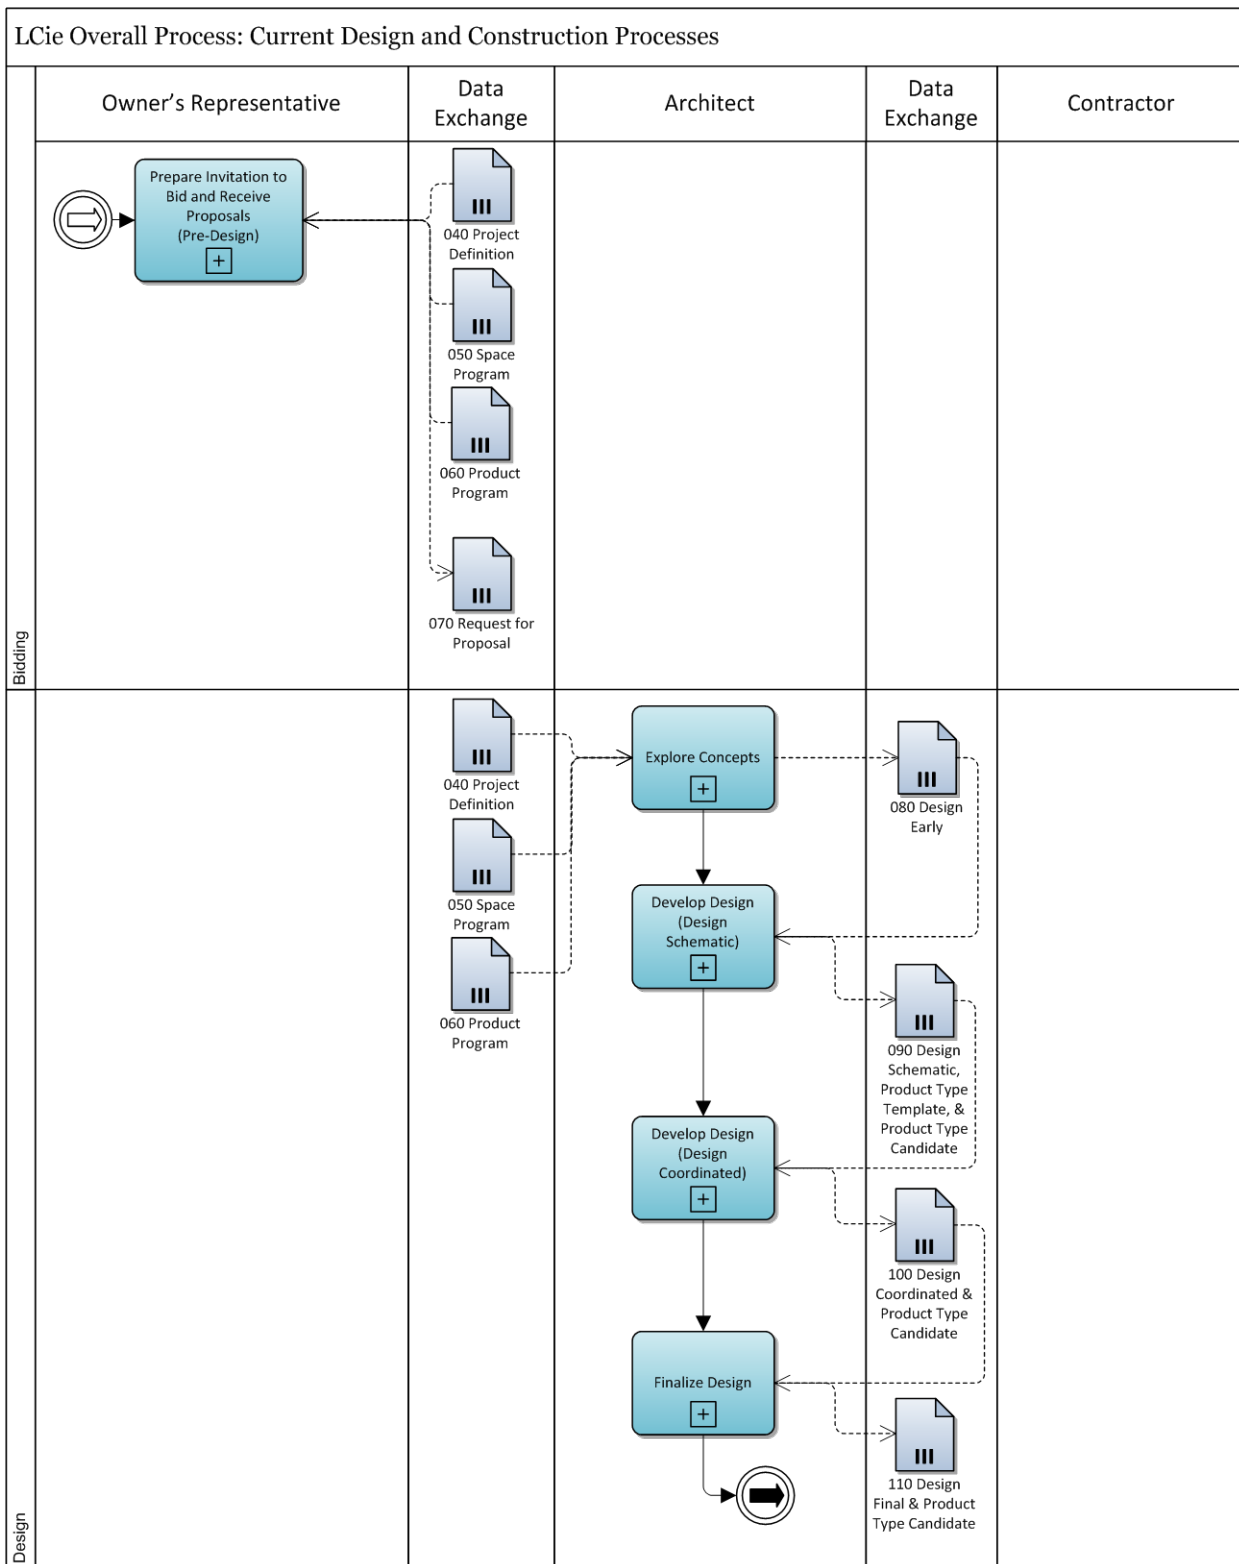 LCie Overall Process: Current Design and Construction Processes
Owner's Representative
Data
Exchange
Architect
Data
Exchange
Contractor
Bidding
Prepare Invitation to
Bid and Receive
Proposals
(Pre-Design)
040 Project
Definition
050 Space
Program
060 Product
Program
070 Request for
Proposal
Design
040 Project
Definition
050 Space
Program
060 Product
Program
Explore Concepts
080 Design
Early
Develop Design
(Design
Schematic)
090 Design
Schematic,
Product Type
Template, &
Product Type
Candidate
Develop Design
(Design
Coordinated)
100 Design
Coordinated &
Product Type
Candidate
Finalize Design
110 Design
Final & Product
Type Candidate